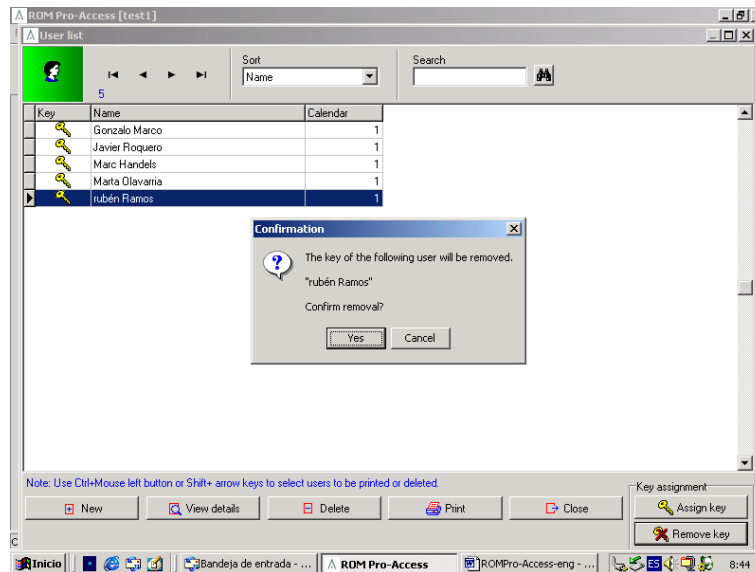 ROM Pro-Access [test1]
User list
Sort
Name
Search
5
Key Name Calendar
Gonzalo Marco 1
Javier Roquero 1
Marc Handels 1
Marta Olavarria 1
rubén Ramos 1
Confirmation
The key of the following user will be removed.
"rubén Ramos"
Confirm removal?
Yes Cancel
Note: Use Ctrl+Mouse left button or Shift+ arrow keys to select users to be printed or deleted.
Key assignment
New View details Delete Print Close Assign key
Remove key
Inicio Bandeja de entrada - ... ROM Pro-Access ROMPro-Access-eng - ... ES 8:44